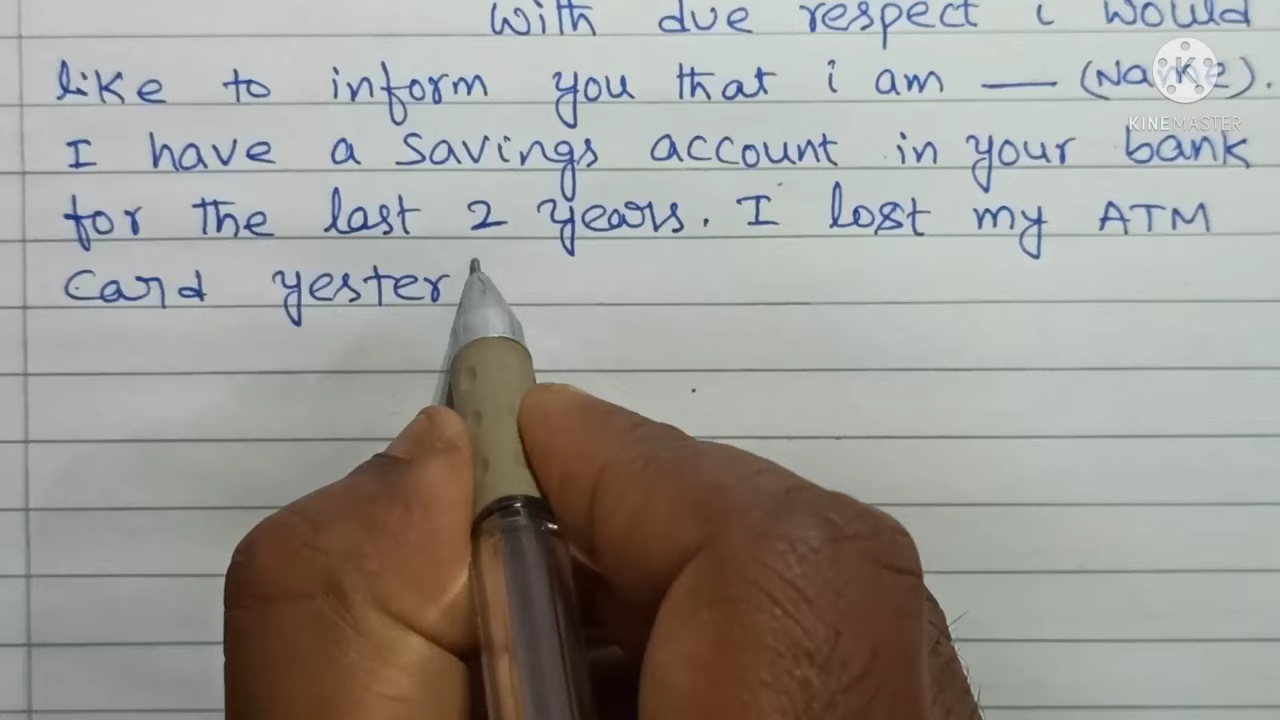 With due respect i would
like to inform you that i am — (Name).
I have a Savings account in your bank
for the last 2 years. I lost my ATM
Card yester
K
KINEMASTER